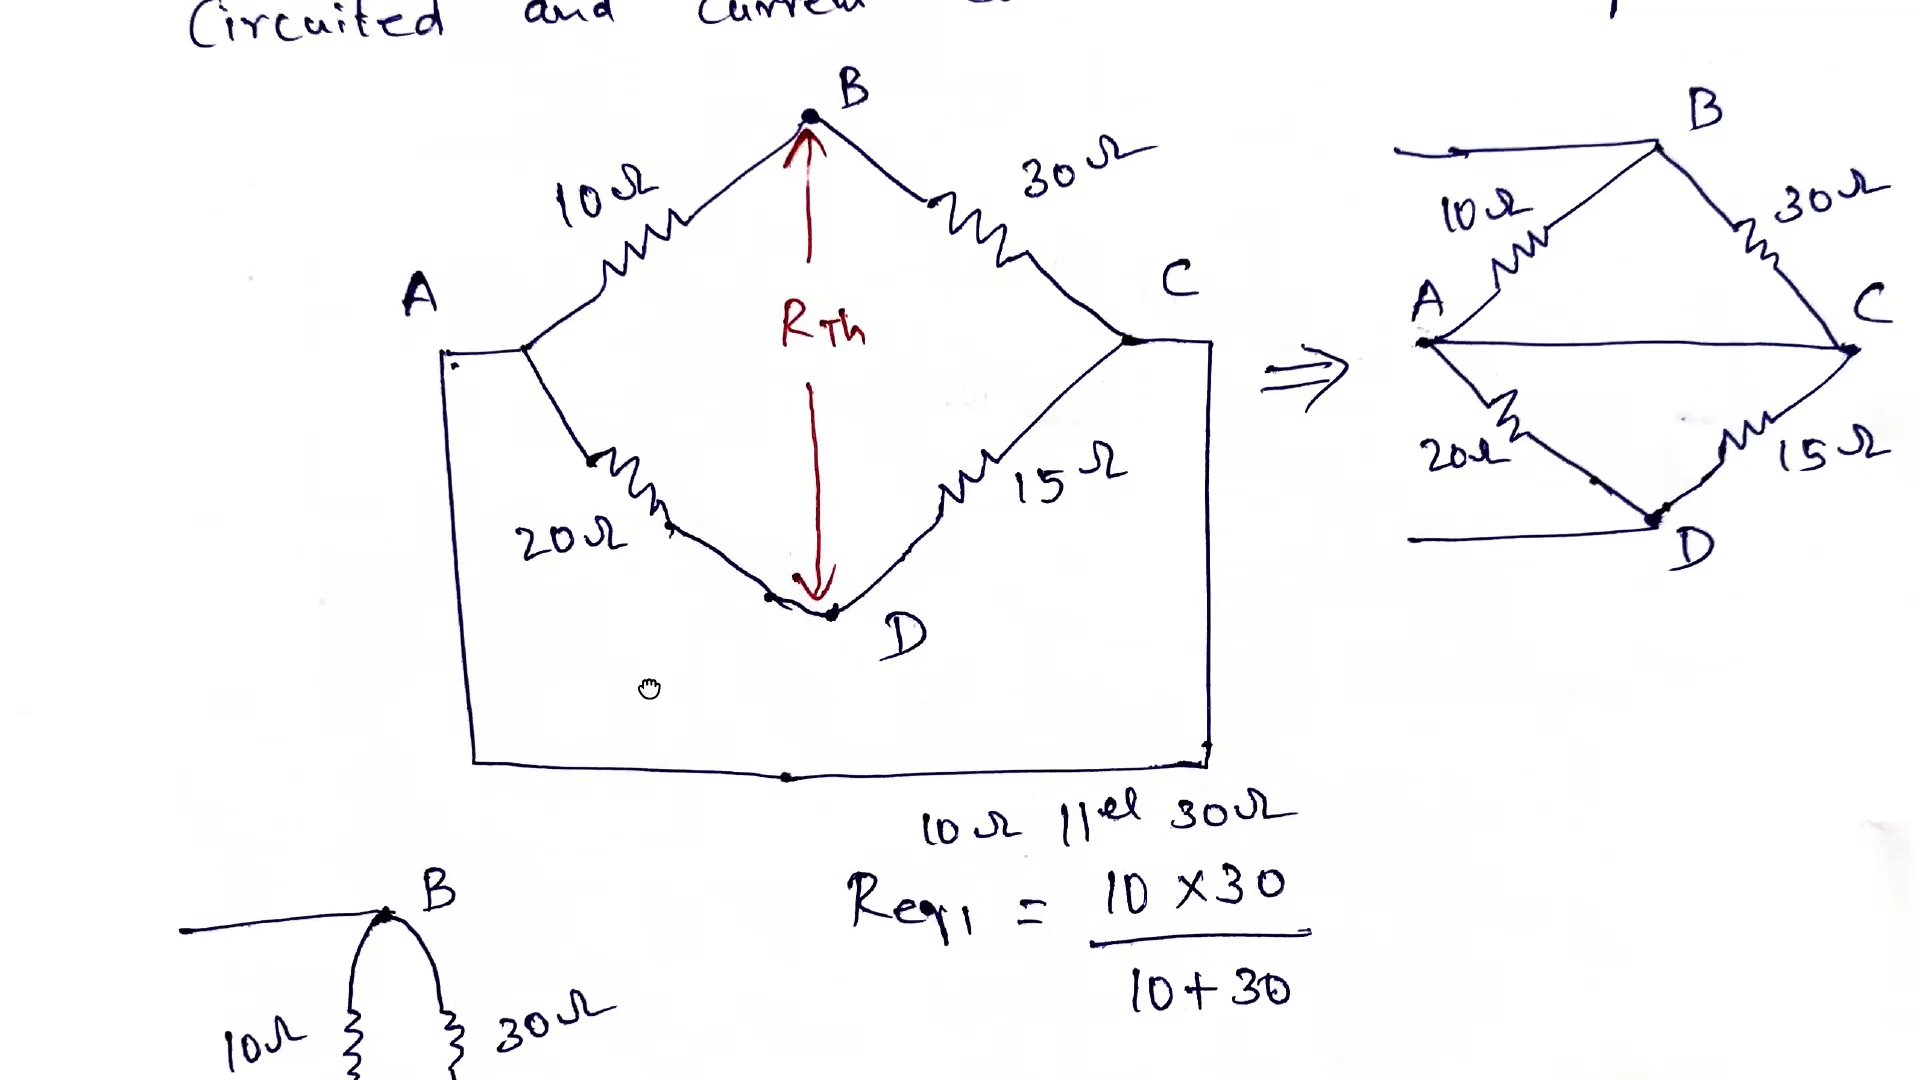 Circuited and
B
B
10Ω
30Ω
10Ω
30Ω
A
C
A
C
RTh
⇒
20Ω
15Ω
20Ω
15Ω
D
D
10Ω ||el 30Ω
B
Req1 = 10 × 30
10 + 30
10Ω
30Ω